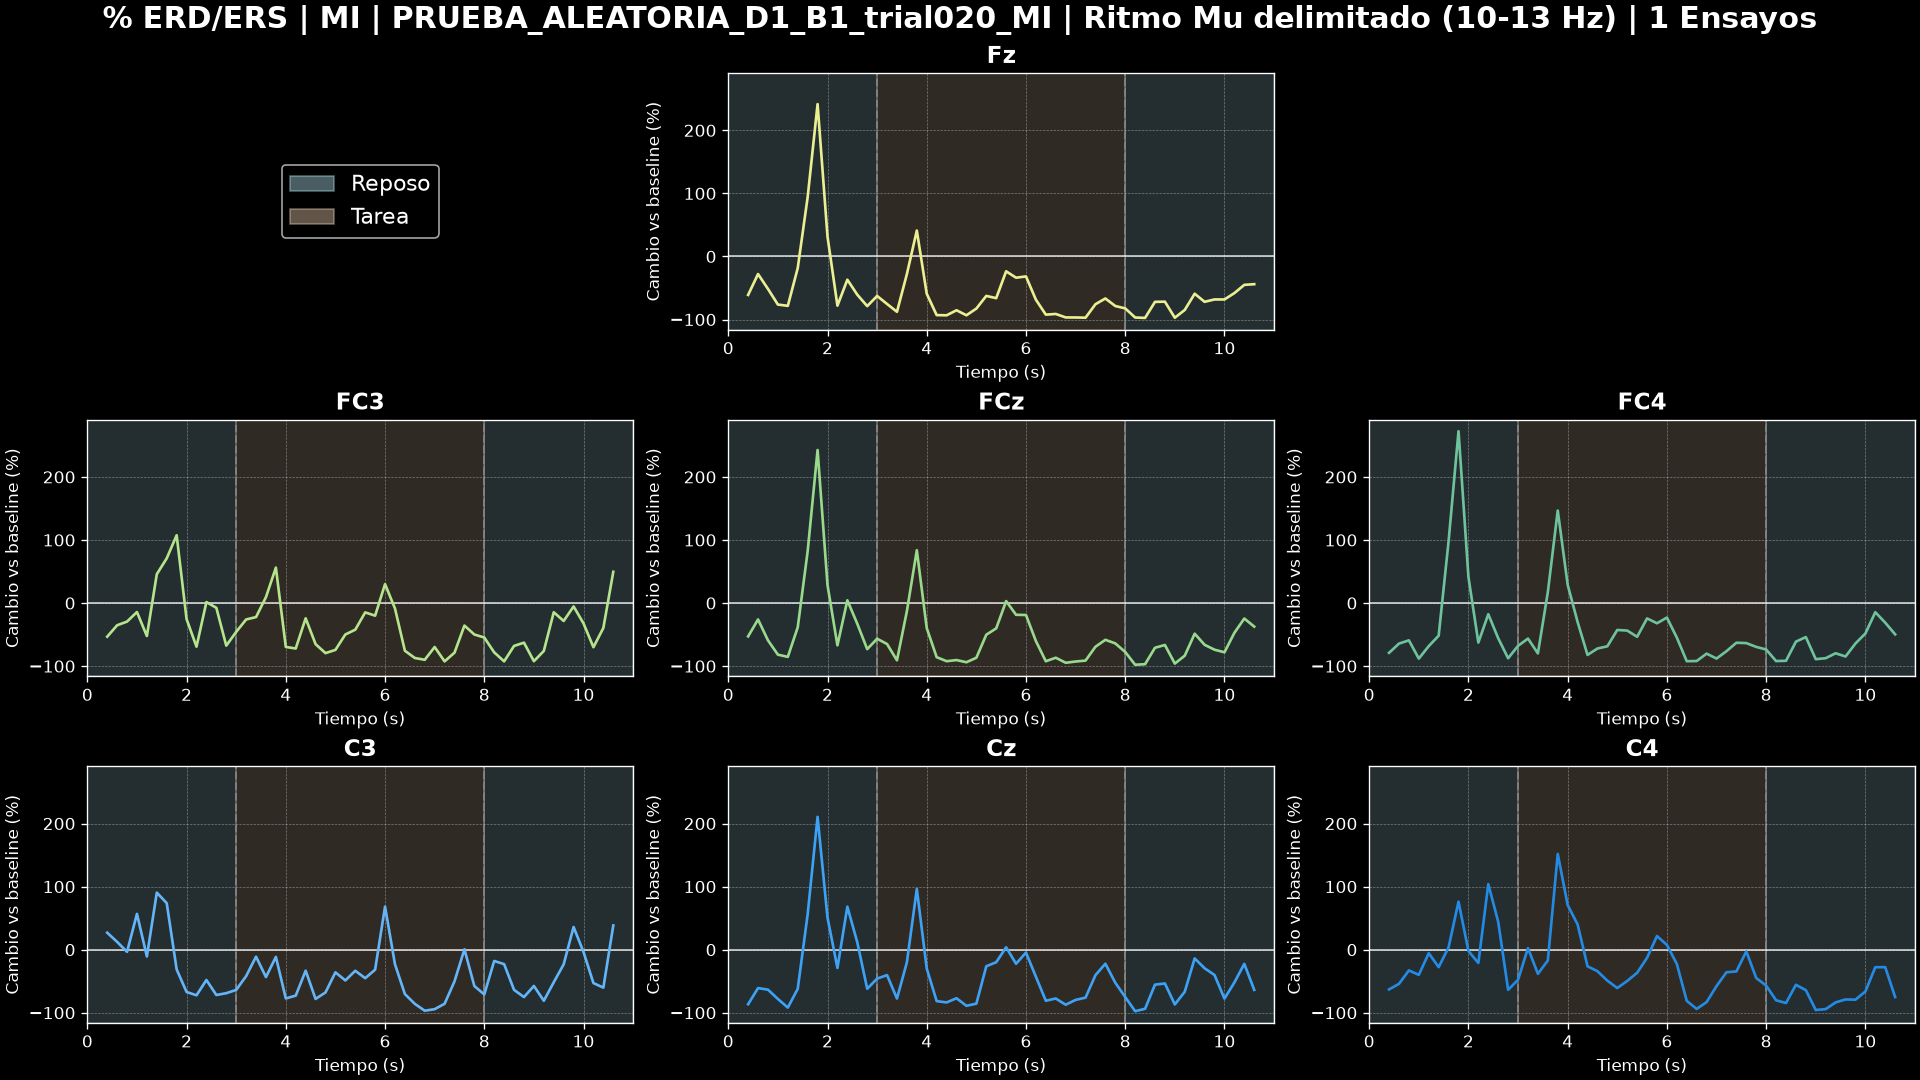 % ERD/ERS | MI | PRUEBA_ALEATORIA_D1_B1_trial020_MI | Ritmo Mu delimitado (10-13 Hz) | 1 Ensayos
Reposo
Tarea
Fz
Cambio vs baseline (%)
200
100
0
−100
0 2 4 6 8 10
Tiempo (s)
FC3
Cambio vs baseline (%)
200
100
0
−100
0 2 4 6 8 10
Tiempo (s)
FCz
Cambio vs baseline (%)
200
100
0
−100
0 2 4 6 8 10
Tiempo (s)
FC4
Cambio vs baseline (%)
200
100
0
−100
0 2 4 6 8 10
Tiempo (s)
C3
Cambio vs baseline (%)
200
100
0
−100
0 2 4 6 8 10
Tiempo (s)
Cz
Cambio vs baseline (%)
200
100
0
−100
0 2 4 6 8 10
Tiempo (s)
C4
Cambio vs baseline (%)
200
100
0
−100
0 2 4 6 8 10
Tiempo (s)